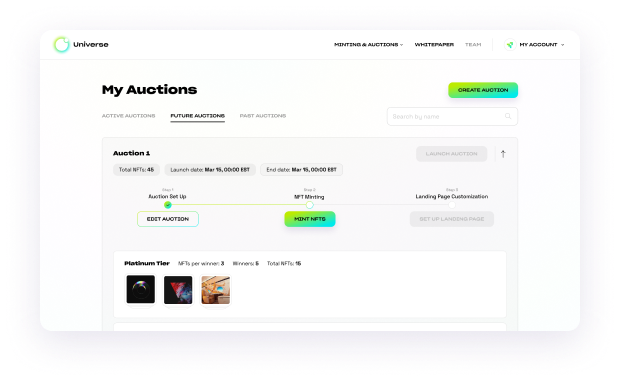 Universe
MINTING & AUCTIONS WHITEPAPER TEAM MY ACCOUNT
My Auctions
CREATE AUCTION
ACTIVE AUCTIONS FUTURE AUCTIONS PAST AUCTIONS
Search by name
Auction 1
LAUNCH AUCTION
Total NFTs: 45 Launch date: Mar 15, 00:00 EST End date: Mar 15, 00:00 EST
Step 1 Step 2 Step 3
Auction Set Up NFT Minting Landing Page Customization
EDIT AUCTION MINT NFTS SET UP LANDING PAGE
Platinum Tier NFTs per winner: 3 Winners: 5 Total NFTs: 15